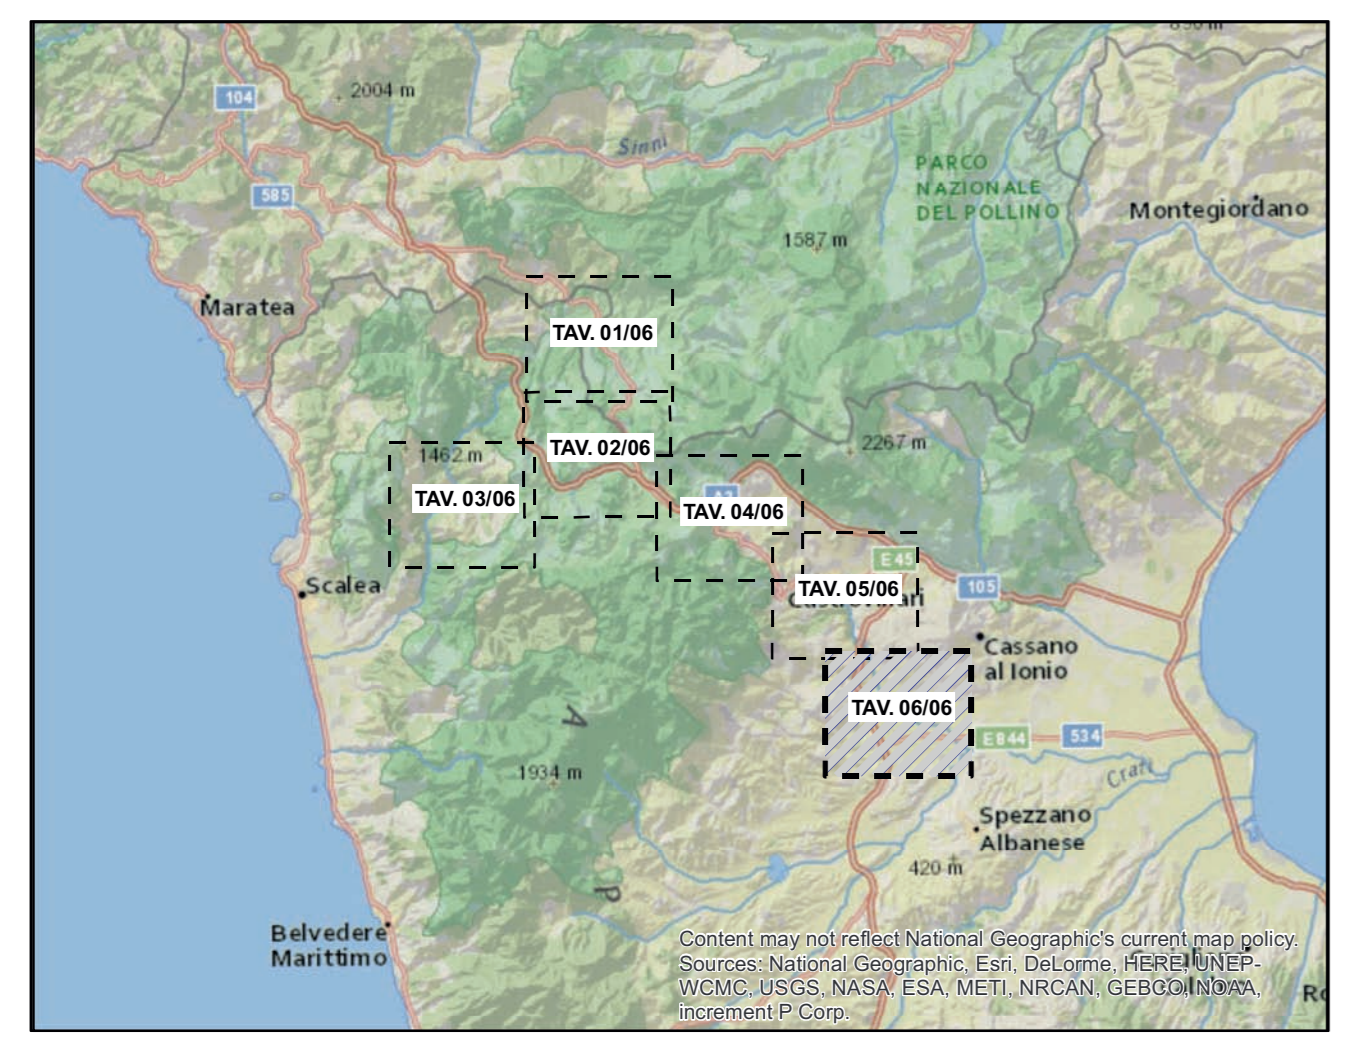 104
2004 m
Sinni
PARCO
NAZIONALE
DEL POLLINO
585
Montegiordano
1587 m
Maratea
TAV. 01/06
TAV. 02/06
2267 m
1462 m
TAV. 03/06
TAV. 04/06
E45
Scalea
TAV. 05/06
105
Cassano
al Ionio
TAV. 06/06
A
E844
534
1934 m
Crati
Spezzano
Albanese
420 m
P
Belvedere
Marittimo
Content may not reflect National Geographic's current map policy.
Sources: National Geographic, Esri, DeLorme, HERE, UNEP-
WCMC, USGS, NASA, ESA, METI, NRCAN, GEBCO, NOAA,
increment P Corp.